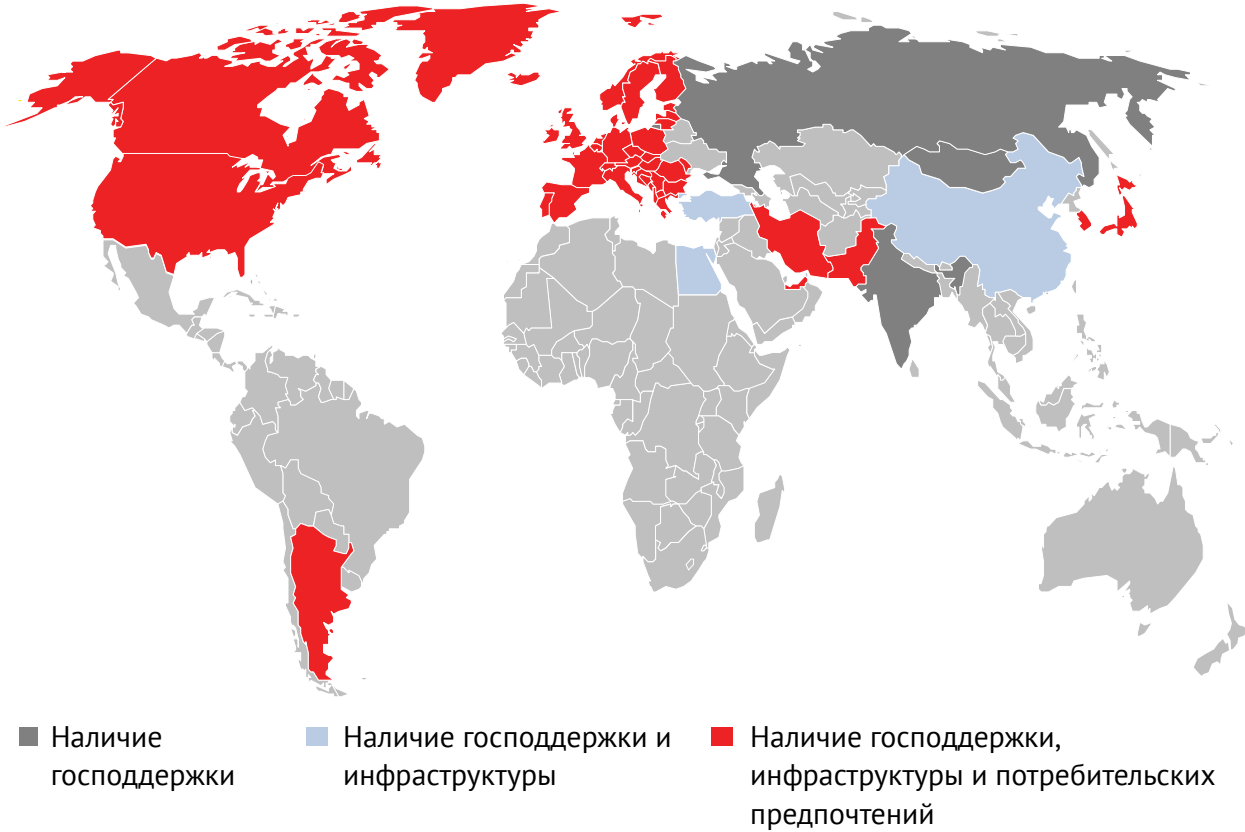 Наличие
господдержки
Наличие господдержки и
инфраструктуры
Наличие господдержки,
инфраструктуры и потребительских
предпочтений